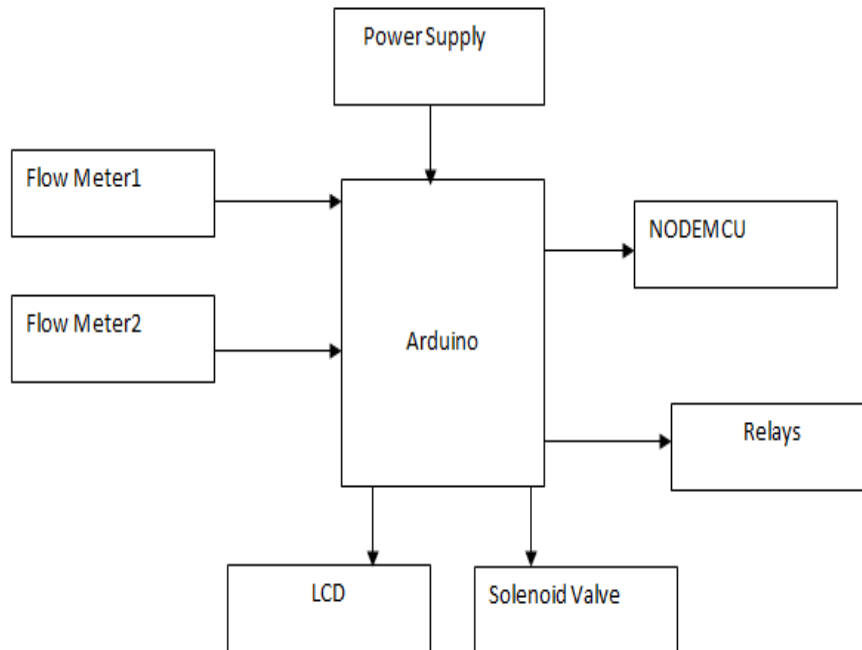 Power Supply
Flow Meter1
NODEMCU
Flow Meter2
Arduino
Relays
LCD
Solenoid Valve